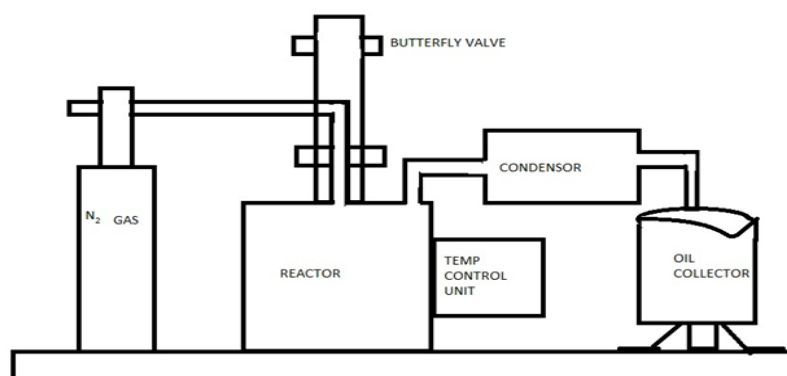 BUTTERFLY VALVE
CONDENSOR
N₂ GAS
REACTOR
TEMP
CONTROL
UNIT
OIL
COLLECTOR